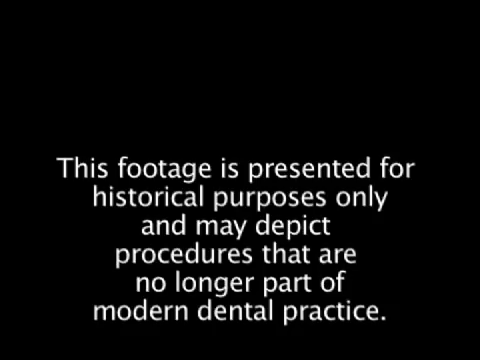 This footage is presented for
historical purposes only
and may depict
procedures that are
no longer part of
modern dental practice.